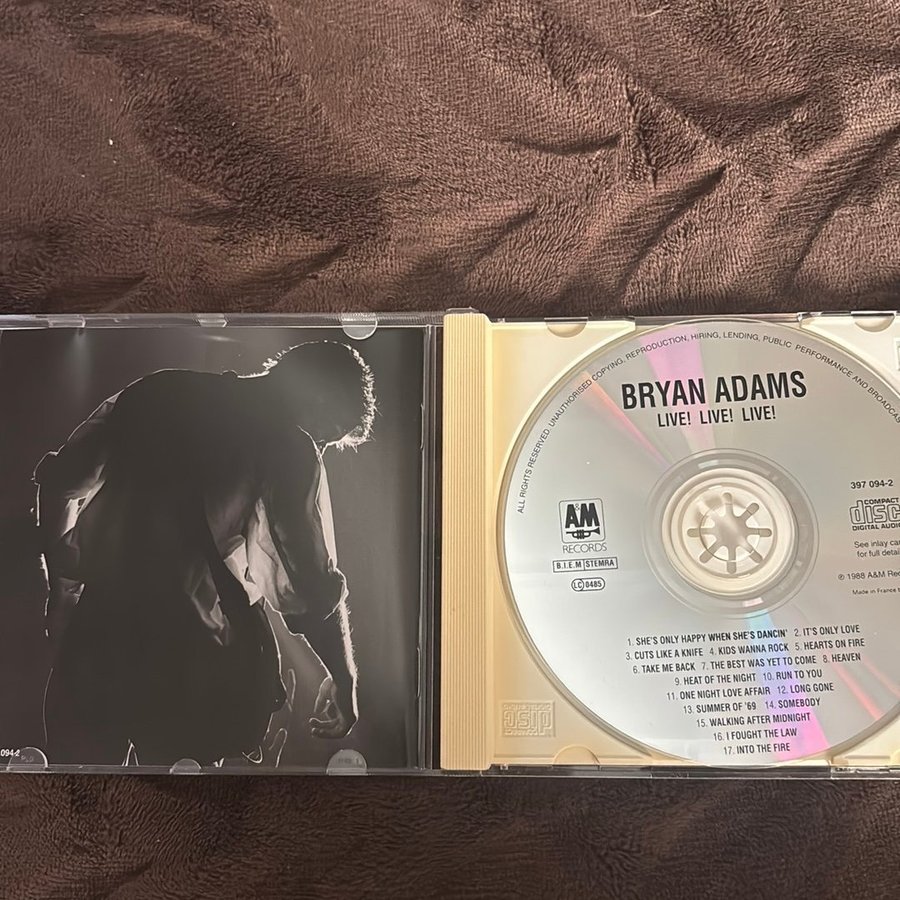 094-2
ALL RIGHTS RESERVED. UNAUTHORISED COPYING, REPRODUCTION, HIRING, LENDING, PUBLIC PERFORMANCE AND BROADCAS
BRYAN ADAMS
LIVE! LIVE! LIVE!
A&M
RECORDS
B.I.E.M STEMRA
LC 0485
397 094-2
COMPACT
disc
DIGITAL AUDIO
See inlay car
for full detai
℗ 1988 A&M Rec
Made in France b
1. SHE'S ONLY HAPPY WHEN SHE'S DANCIN' 2. IT'S ONLY LOVE
3. CUTS LIKE A KNIFE 4. KIDS WANNA ROCK 5. HEARTS ON FIRE
6. TAKE ME BACK 7. THE BEST WAS YET TO COME 8. HEAVEN
9. HEAT OF THE NIGHT 10. RUN TO YOU
11. ONE NIGHT LOVE AFFAIR 12. LONG GONE
13. SUMMER OF '69 14. SOMEBODY
15. WALKING AFTER MIDNIGHT
16. I FOUGHT THE LAW
17. INTO THE FIRE
disc